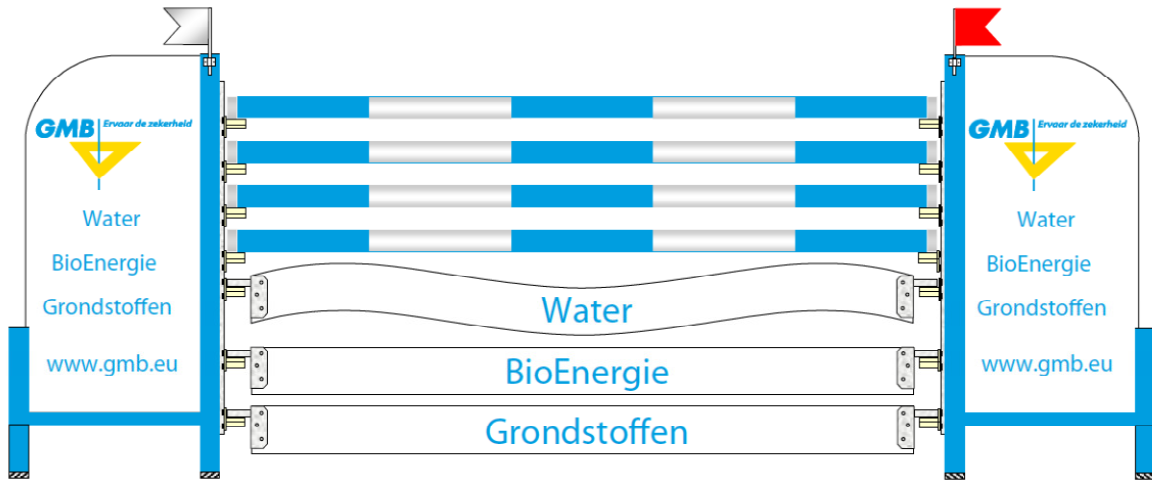 GMB Ervaar de zekerheid
Water
BioEnergie
Grondstoffen
www.gmb.eu
Water
BioEnergie
Grondstoffen
GMB Ervaar de zekerheid
Water
BioEnergie
Grondstoffen
www.gmb.eu